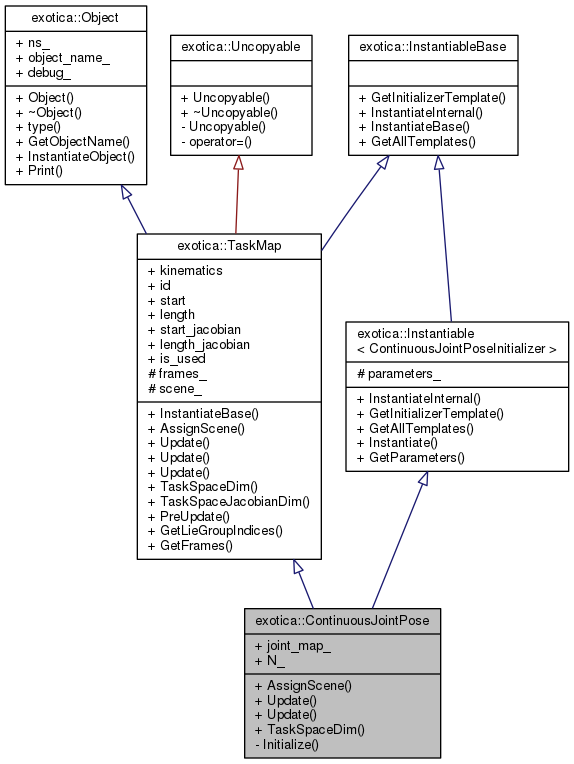 exotica::Object
+ ns_
+ object_name_
+ debug_
+ Object()
+ ~Object()
+ type()
+ GetObjectName()
+ InstantiateObject()
+ Print()
exotica::Uncopyable
+ Uncopyable()
+ ~Uncopyable()
- Uncopyable()
- operator=()
exotica::InstantiableBase
+ GetInitializerTemplate()
+ InstantiateInternal()
+ InstantiateBase()
+ GetAllTemplates()
exotica::TaskMap
+ kinematics
+ id
+ start
+ length
+ start_jacobian
+ length_jacobian
+ is_used
# frames_
# scene_
+ InstantiateBase()
+ AssignScene()
+ Update()
+ Update()
+ Update()
+ TaskSpaceDim()
+ TaskSpaceJacobianDim()
+ PreUpdate()
+ GetLieGroupIndices()
+ GetFrames()
exotica::Instantiable
< ContinuousJointPoseInitializer >
# parameters_
+ InstantiateInternal()
+ GetInitializerTemplate()
+ GetAllTemplates()
+ Instantiate()
+ GetParameters()
exotica::ContinuousJointPose
+ joint_map_
+ N_
+ AssignScene()
+ Update()
+ Update()
+ TaskSpaceDim()
- Initialize()